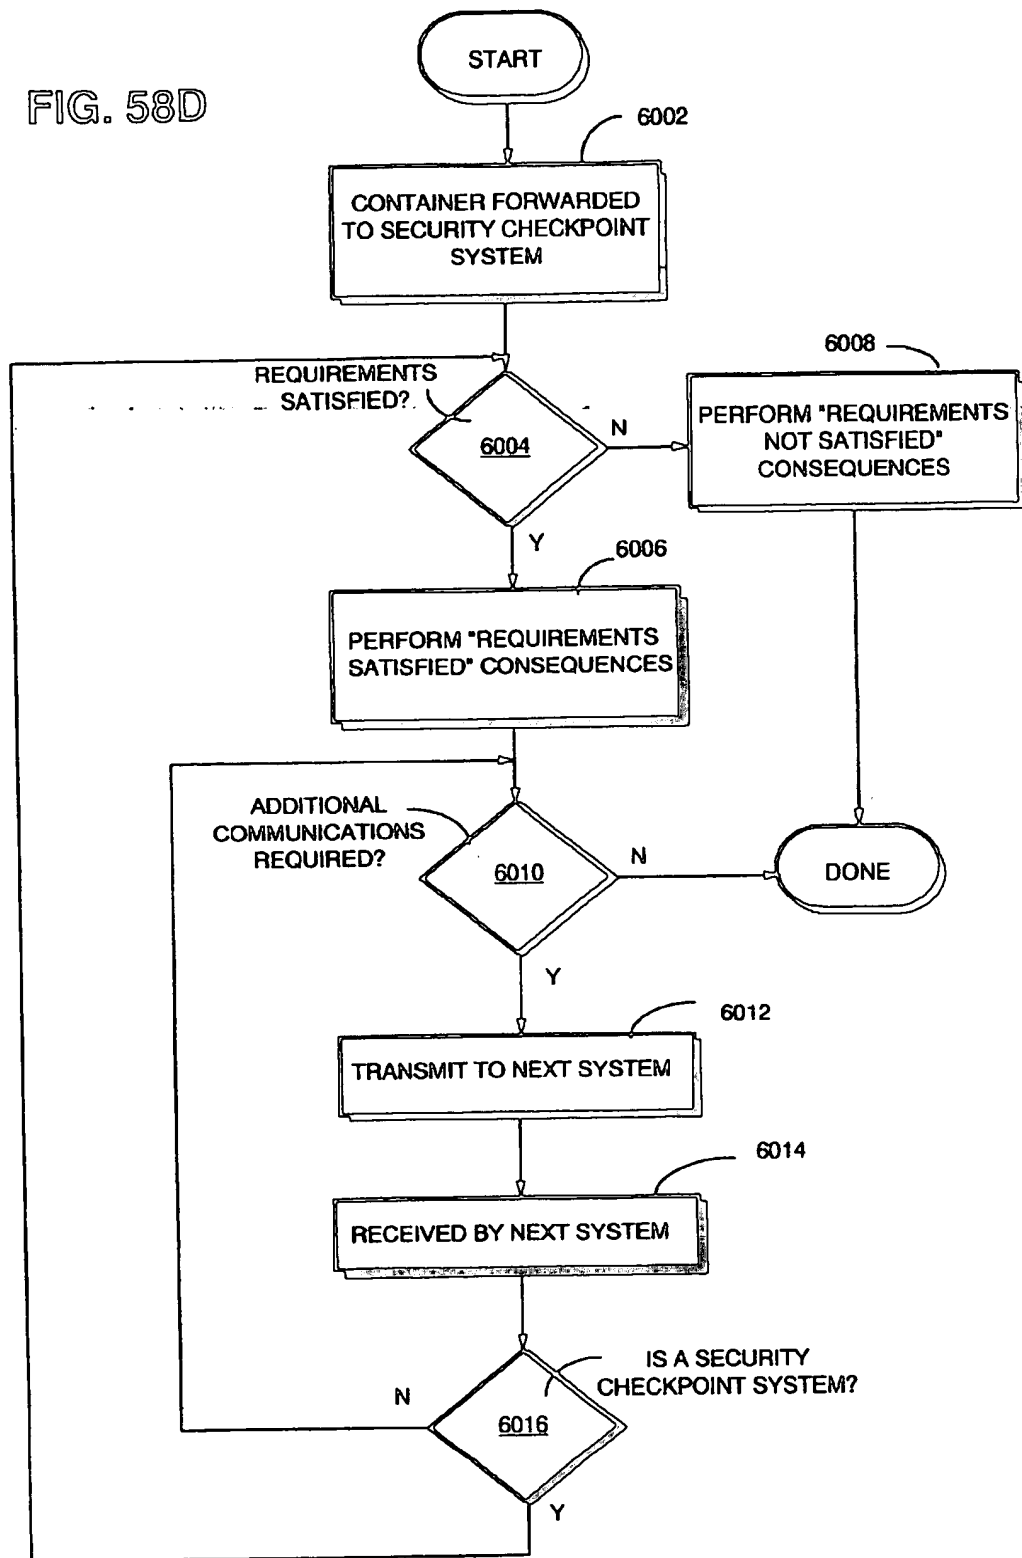 START
FIG. 58D
6002
CONTAINER FORWARDED
TO SECURITY CHECKPOINT
SYSTEM
6008
REQUIREMENTS
SATISFIED?
6004
N
PERFORM "REQUIREMENTS
NOT SATISFIED"
CONSEQUENCES
Y
6006
PERFORM "REQUIREMENTS
SATISFIED" CONSEQUENCES
ADDITIONAL
COMMUNICATIONS
REQUIRED?
6010
N
DONE
Y
6012
TRANSMIT TO NEXT SYSTEM
6014
RECEIVED BY NEXT SYSTEM
IS A SECURITY
CHECKPOINT SYSTEM?
N
6016
Y